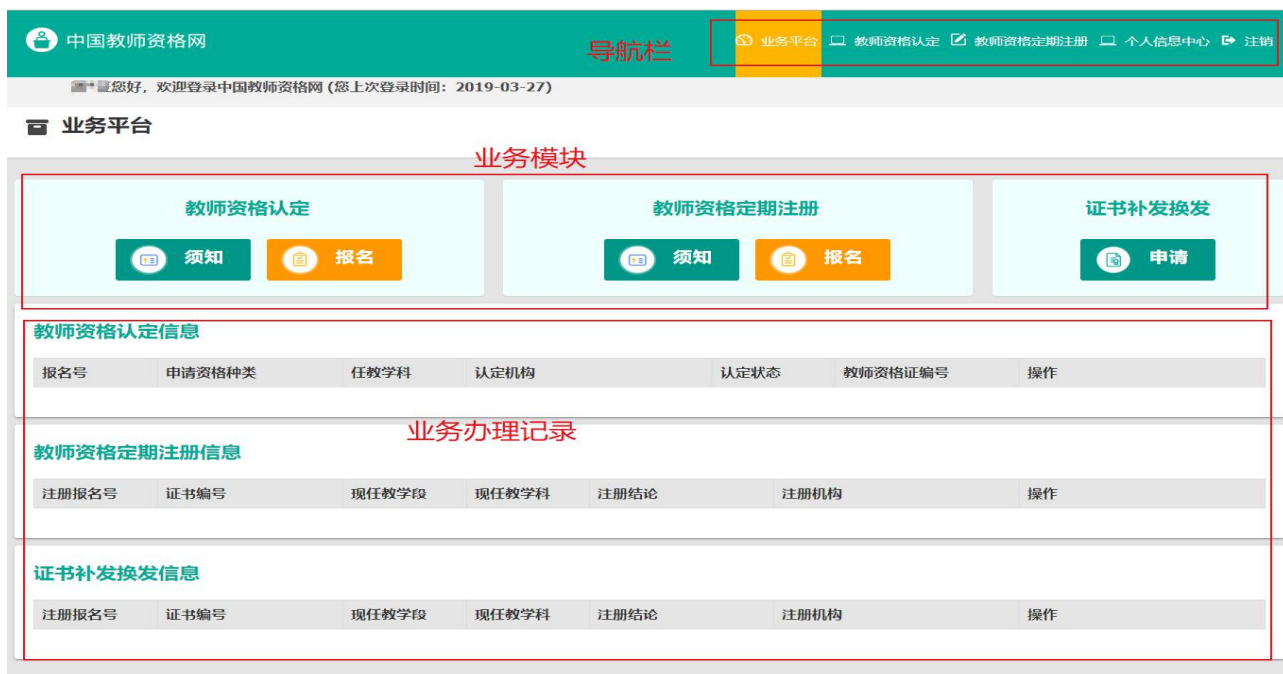 中国教师资格网
导航栏
业务平台 教师资格认定 教师资格定期注册 个人信息中心 注销
您好，欢迎登录中国教师资格网(您上次登录时间：2019-03-27)
业务平台
业务模块
教师资格认定 教师资格定期注册 证书补发换发
须知 报名 须知 报名 申请
教师资格认定信息
报名号 申请资格种类 任教学科 认定机构 认定状态 教师资格证编号 操作
业务办理记录
教师资格定期注册信息
注册报名号 证书编号 现任教学段 现任教学科 注册结论 注册机构 操作
证书补发换发信息
注册报名号 证书编号 现任教学段 现任教学科 注册结论 注册机构 操作